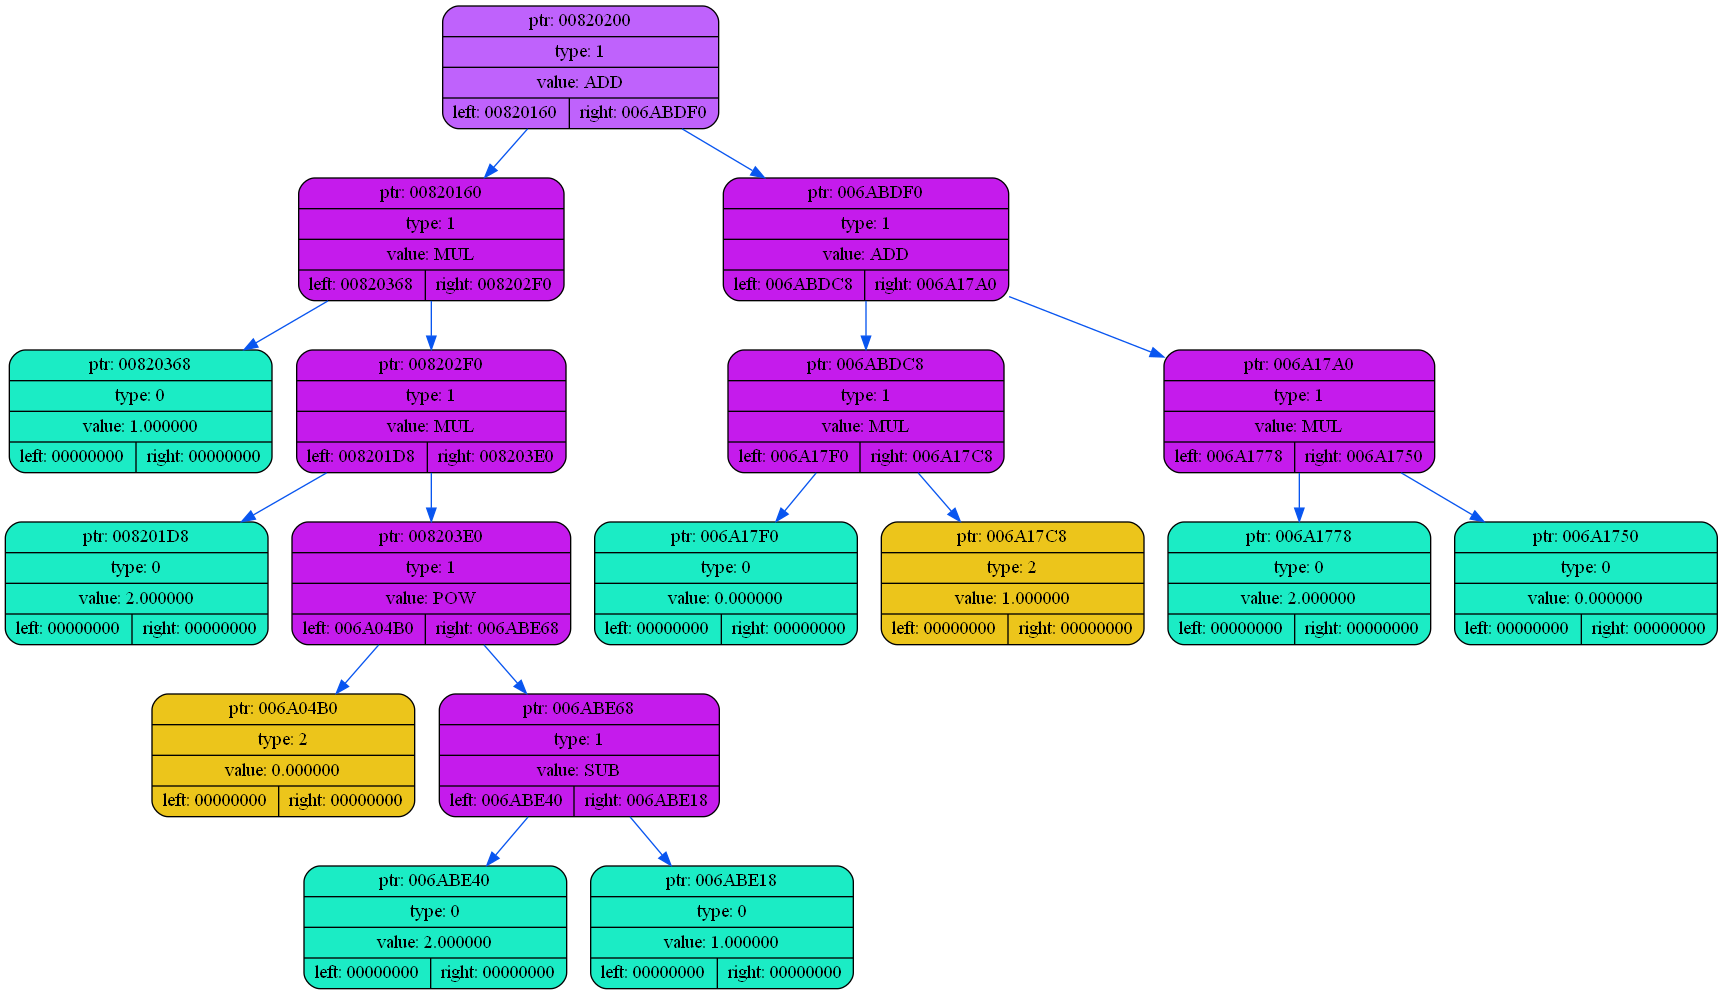 ptr: 00820200
type: 1
value: ADD
left: 00820160 right: 006ABDF0
ptr: 00820160
type: 1
value: MUL
left: 00820368 right: 008202F0
ptr: 006ABDF0
type: 1
value: ADD
left: 006ABDC8 right: 006A17A0
ptr: 00820368
type: 0
value: 1.000000
left: 00000000 right: 00000000
ptr: 008202F0
type: 1
value: MUL
left: 008201D8 right: 008203E0
ptr: 006ABDC8
type: 1
value: MUL
left: 006A17F0 right: 006A17C8
ptr: 006A17A0
type: 1
value: MUL
left: 006A1778 right: 006A1750
ptr: 008201D8
type: 0
value: 2.000000
left: 00000000 right: 00000000
ptr: 008203E0
type: 1
value: POW
left: 006A04B0 right: 006ABE68
ptr: 006A17F0
type: 0
value: 0.000000
left: 00000000 right: 00000000
ptr: 006A17C8
type: 2
value: 1.000000
left: 00000000 right: 00000000
ptr: 006A1778
type: 0
value: 2.000000
left: 00000000 right: 00000000
ptr: 006A1750
type: 0
value: 0.000000
left: 00000000 right: 00000000
ptr: 006A04B0
type: 2
value: 0.000000
left: 00000000 right: 00000000
ptr: 006ABE68
type: 1
value: SUB
left: 006ABE40 right: 006ABE18
ptr: 006ABE40
type: 0
value: 2.000000
left: 00000000 right: 00000000
ptr: 006ABE18
type: 0
value: 1.000000
left: 00000000 right: 00000000